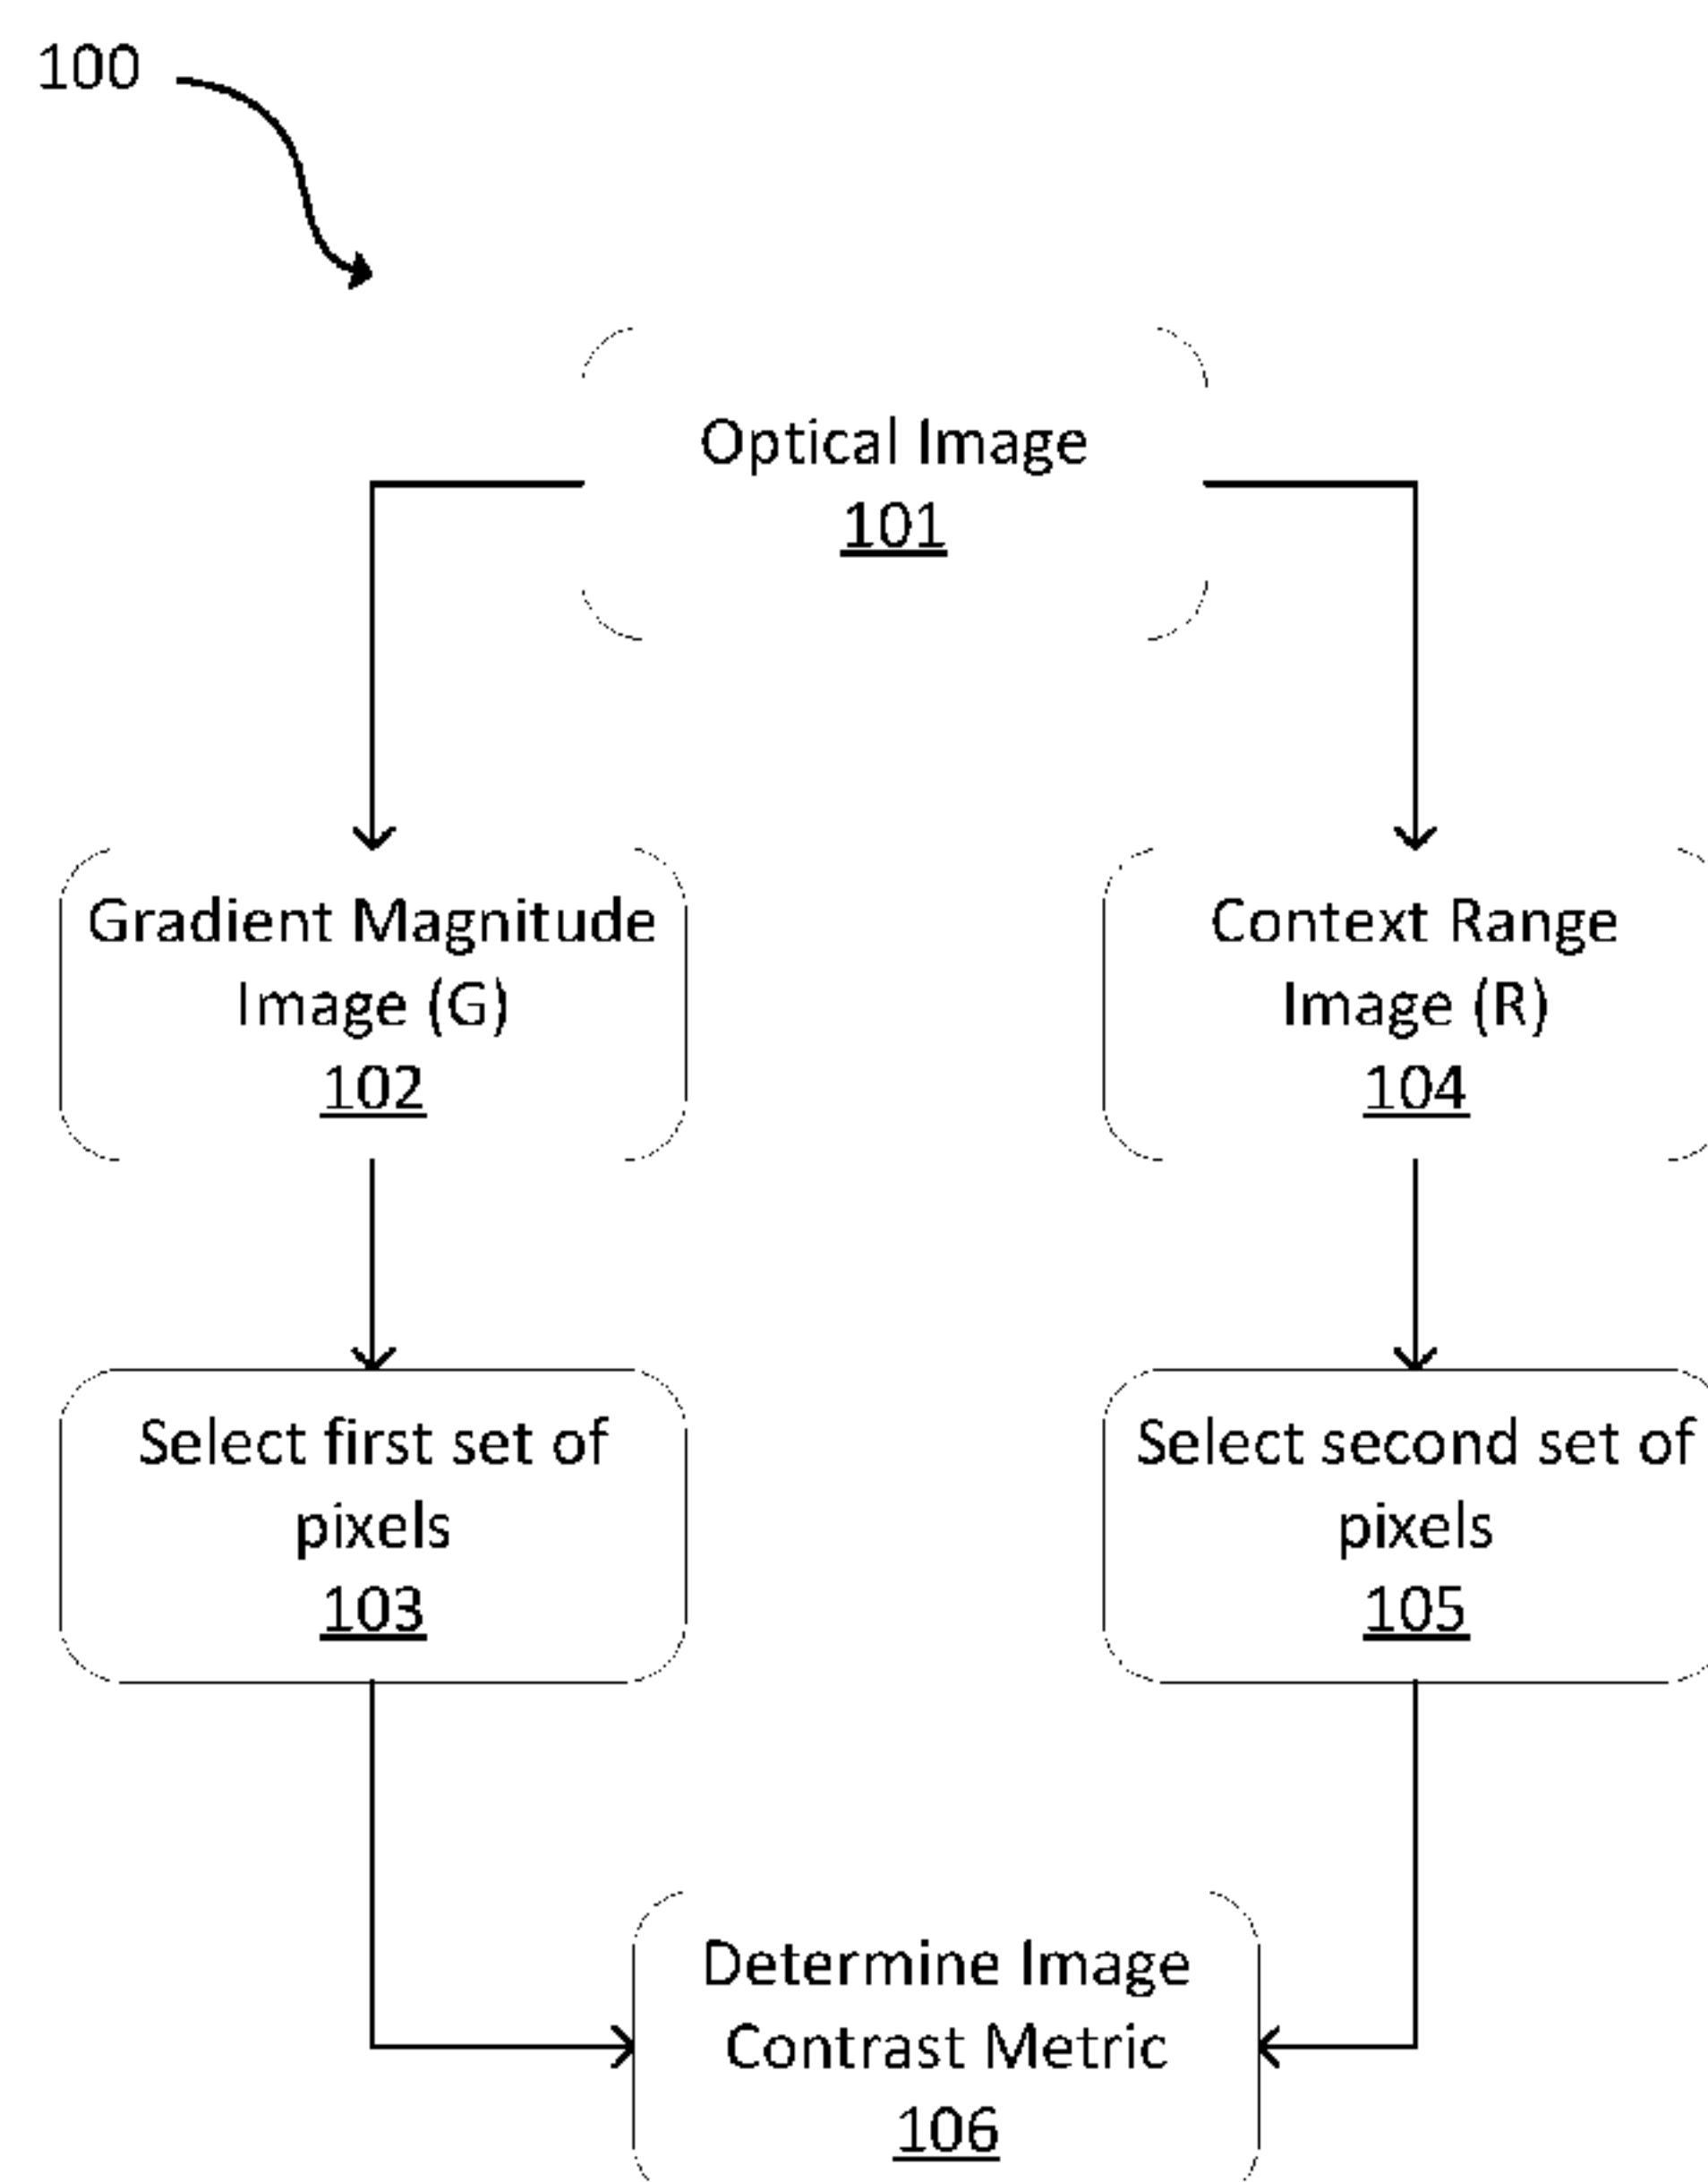 100
Optical Image
101
Gradient Magnitude
Image (G)
102
Context Range
Image (R)
104
Select first set of
pixels
103
Select second set of
pixels
105
Determine Image
Contrast Metric
106